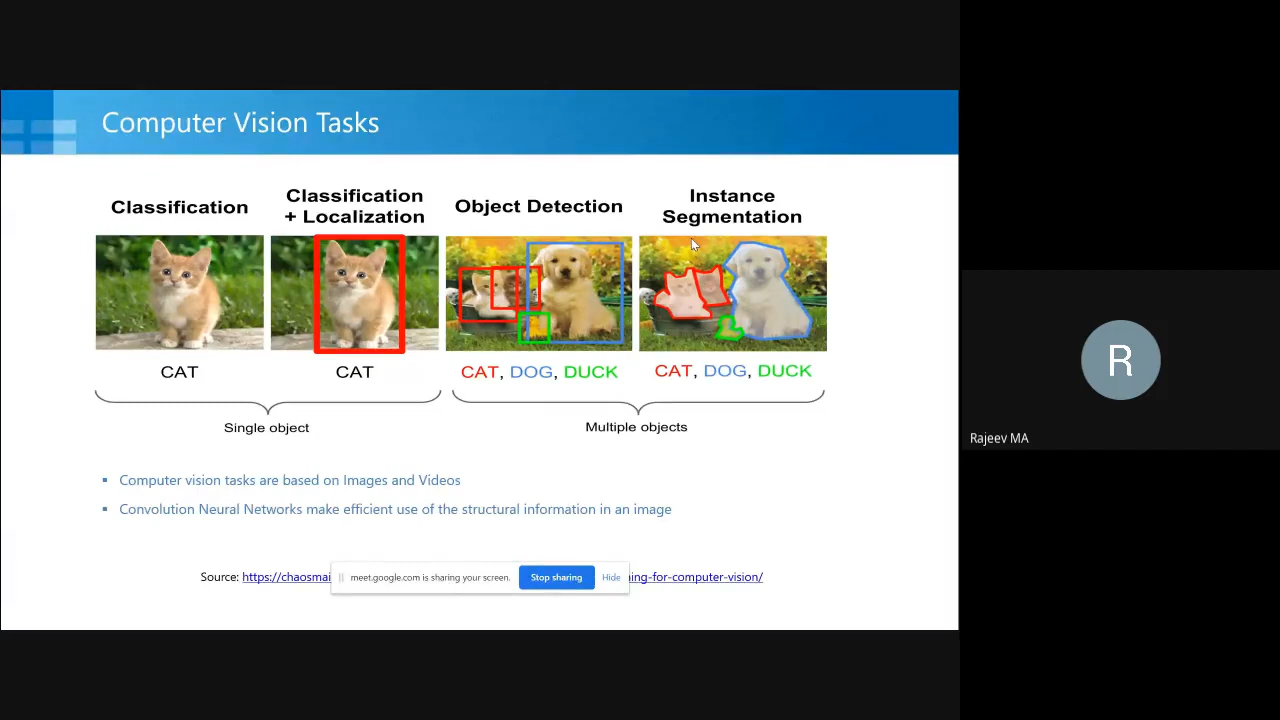 Computer Vision Tasks
Classification
Classification
+ Localization
Object Detection
Instance
Segmentation
CAT
CAT
CAT, DOG, DUCK
CAT, DOG, DUCK
Single object
Multiple objects
Computer vision tasks are based on Images and Videos
Convolution Neural Networks make efficient use of the structural information in an image
Source: https://chaosmai
ing-for-computer-vision/
meet.google.com is sharing your screen.
Stop sharing
Hide
R
Rajeev MA